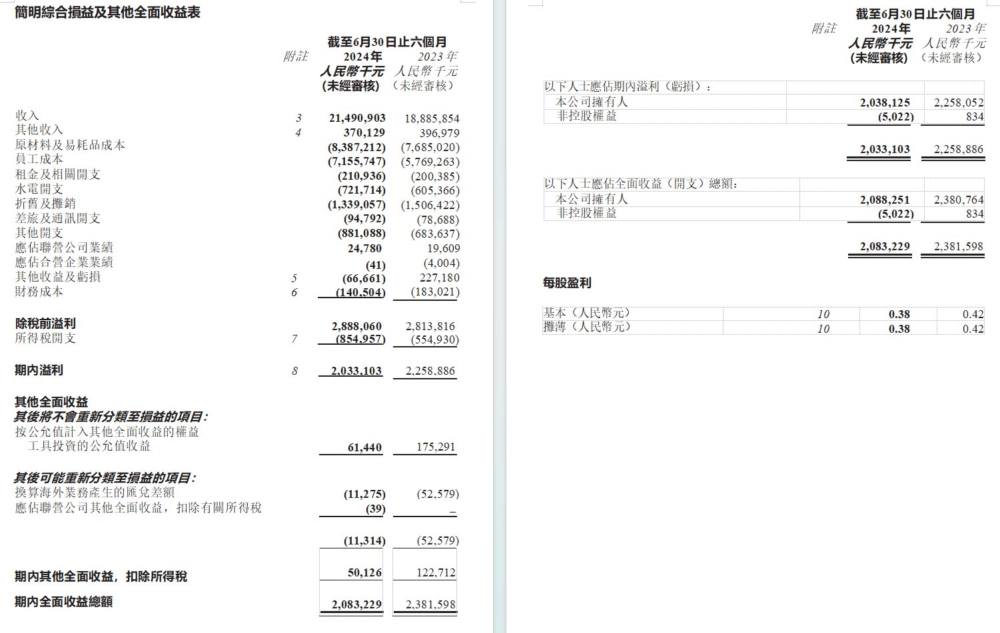 簡明綜合損益及其他全面收益表
截至6月30日止六個月
附註 2024年 2023年
人民幣千元 人民幣千元
(未經審核) （未經審核）
收入 3 21,490,903 18,885,854
其他收入 4 370,129 396,979
原材料及易耗品成本 (8,387,212) (7,685,020)
員工成本 (7,155,747) (5,769,263)
租金及相關開支 (210,936) (200,385)
水電開支 (721,714) (605,366)
折舊及攤銷 (1,339,057) (1,506,422)
差旅及通訊開支 (94,792) (78,688)
其他開支 (881,088) (683,637)
應佔聯營公司業績 24,780 19,609
應佔合營企業業績 (41) (4,004)
其他收益及虧損 5 (66,661) 227,180
財務成本 6 (140,504) (183,021)
除稅前溢利 2,888,060 2,813,816
所得稅開支 7 (854,957) (554,930)
期內溢利 8 2,033,103 2,258,886
其他全面收益
其後將不會重新分類至損益的項目：
按公允值計入其他全面收益的權益
工具投資的公允值收益 61,440 175,291
其後可能重新分類至損益的項目：
換算海外業務產生的匯兌差額 (11,275) (52,579)
應佔聯營公司其他全面收益，扣除有關所得稅 (39) –
(11,314) (52,579)
期內其他全面收益，扣除所得稅 50,126 122,712
期內全面收益總額 2,083,229 2,381,598
截至6月30日止六個月
附註 2024年 2023年
人民幣千元 人民幣千元
(未經審核) （未經審核）
以下人士應佔期內溢利（虧損）：
本公司擁有人 2,038,125 2,258,052
非控股權益 (5,022) 834
2,033,103 2,258,886
以下人士應佔全面收益（開支）總額：
本公司擁有人 2,088,251 2,380,764
非控股權益 (5,022) 834
2,083,229 2,381,598
每股盈利
基本（人民幣元） 10 0.38 0.42
攤薄（人民幣元） 10 0.38 0.42